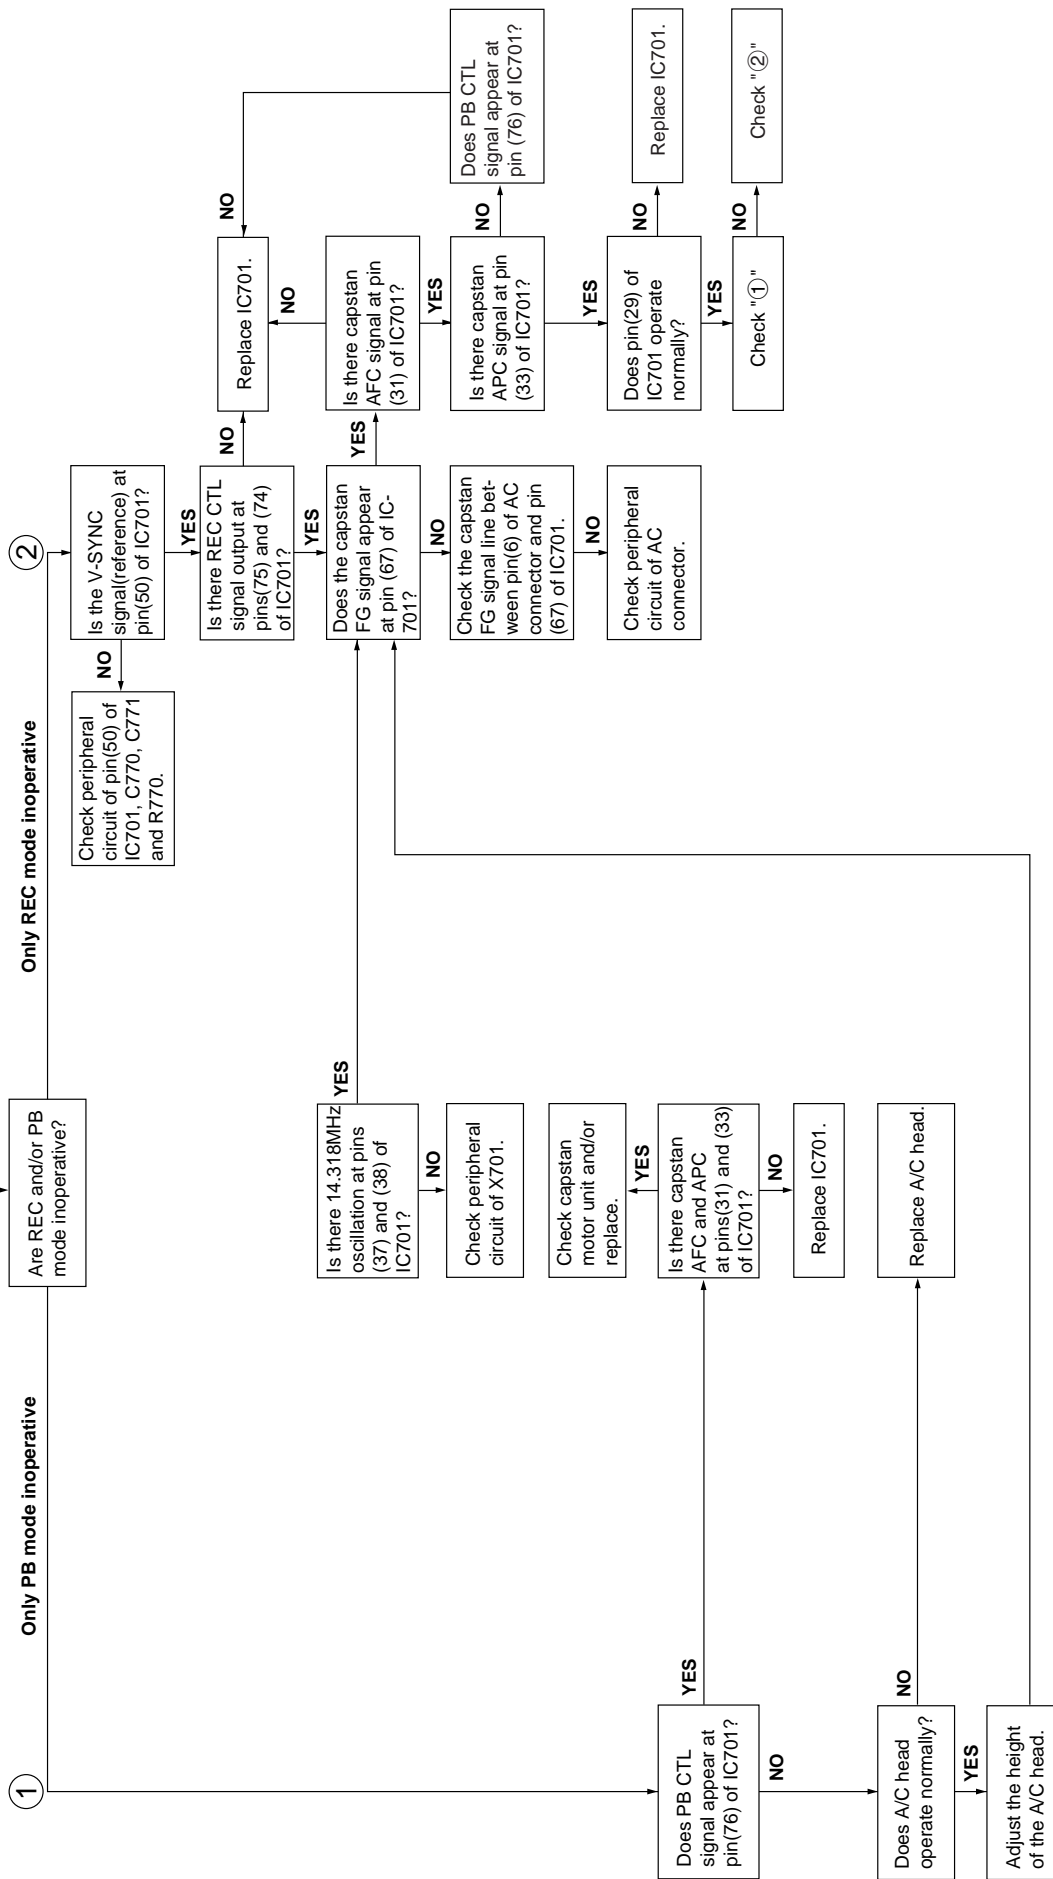 Are REC and/or PB
mode inoperative?
Only PB mode inoperative
1
Does PB CTL
signal appear at
pin(76) of IC701?
YES
NO
Does A/C head
operate normally?
NO
YES
Adjust the height
of the A/C head.
Is there 14.318MHz
oscillation at pins
(37) and (38) of
IC701?
YES
NO
Check peripheral
circuit of X701.
Check capstan
motor unit and/or
replace.
YES
Is there capstan
AFC and APC
at pins(31) and (33)
of IC701?
NO
Replace IC701.
Replace A/C head.
Only REC mode inoperative
2
Is the V-SYNC
signal(reference) at
pin(50) of IC701?
NO
Check peripheral
circuit of pin(50) of
IC701, C770, C771
and R770.
YES
Is there REC CTL
signal output at
pins(75) and (74)
of IC701?
NO
YES
Does the capstan
FG signal appear
at pin (67) of IC-
701?
YES
NO
Check the capstan
FG signal line bet-
ween pin(6) of AC
connector and pin
(67) of IC701.
NO
Check peripheral
circuit of AC
connector.
Replace IC701.
NO
NO
Is there capstan
AFC signal at pin
(31) of IC701?
YES
Is there capstan
APC signal at pin
(33) of IC701?
NO
Does PB CTL
signal appear at
pin (76) of IC701?
YES
Does pin(29) of
IC701 operate
normally?
NO
Replace IC701.
YES
Check "①"
NO
Check "②"